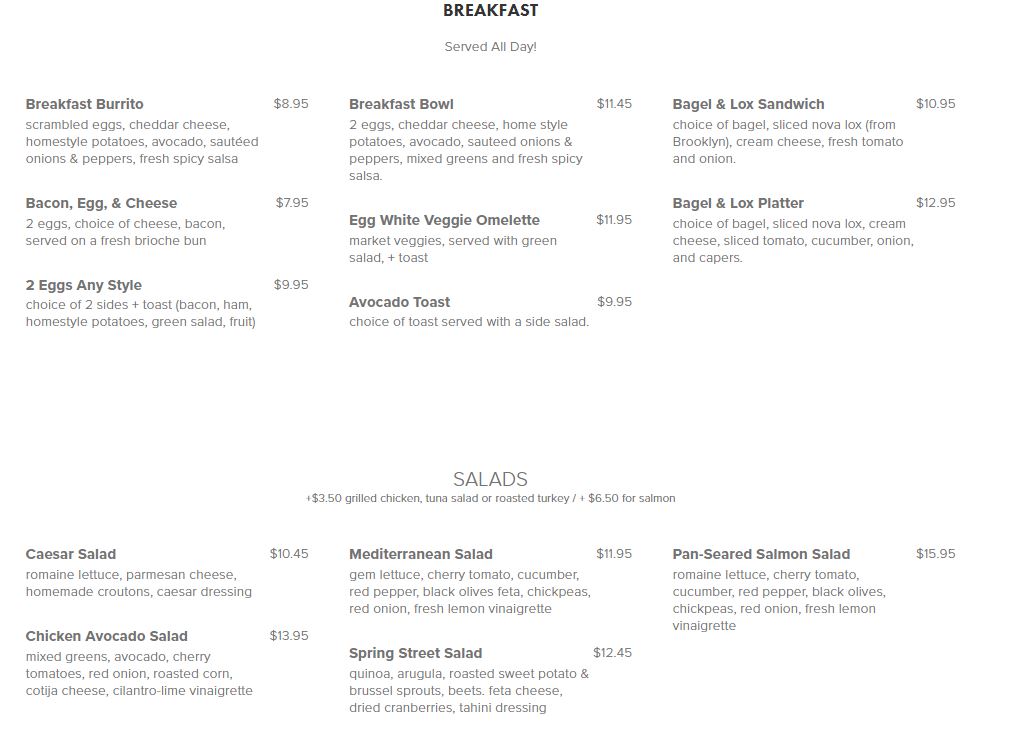 BREAKFAST
Served All Day!
Breakfast Burrito $8.95
scrambled eggs, cheddar cheese,
homestyle potatoes, avocado, sautéed
onions & peppers, fresh spicy salsa
Bacon, Egg, & Cheese $7.95
2 eggs, choice of cheese, bacon,
served on a fresh brioche bun
2 Eggs Any Style $9.95
choice of 2 sides + toast (bacon, ham,
homestyle potatoes, green salad, fruit)
Breakfast Bowl $11.45
2 eggs, cheddar cheese, home style
potatoes, avocado, sauteed onions &
peppers, mixed greens and fresh spicy
salsa.
Egg White Veggie Omelette $11.95
market veggies, served with green
salad, + toast
Avocado Toast $9.95
choice of toast served with a side salad.
Bagel & Lox Sandwich $10.95
choice of bagel, sliced nova lox (from
Brooklyn), cream cheese, fresh tomato
and onion.
Bagel & Lox Platter $12.95
choice of bagel, sliced nova lox, cream
cheese, sliced tomato, cucumber, onion,
and capers.
SALADS
+$3.50 grilled chicken, tuna salad or roasted turkey / + $6.50 for salmon
Caesar Salad $10.45
romaine lettuce, parmesan cheese,
homemade croutons, caesar dressing
Chicken Avocado Salad $13.95
mixed greens, avocado, cherry
tomatoes, red onion, roasted corn,
cotija cheese, cilantro-lime vinaigrette
Mediterranean Salad $11.95
gem lettuce, cherry tomato, cucumber,
red pepper, black olives feta, chickpeas,
red onion, fresh lemon vinaigrette
Spring Street Salad $12.45
quinoa, arugula, roasted sweet potato &
brussel sprouts, beets. feta cheese,
dried cranberries, tahini dressing
Pan-Seared Salmon Salad $15.95
romaine lettuce, cherry tomato,
cucumber, red pepper, black olives,
chickpeas, red onion, fresh lemon
vinaigrette